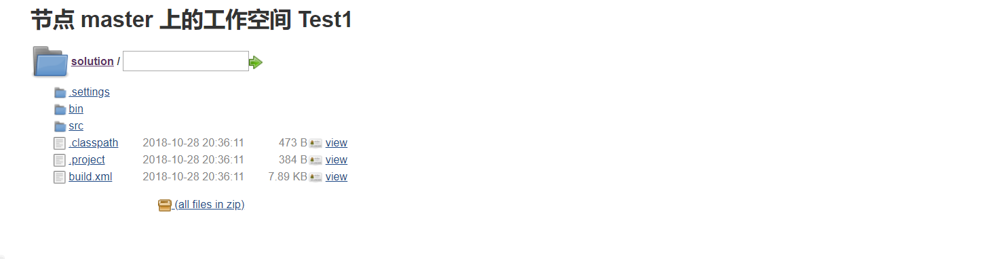 节点 master 上的工作空间 Test1
solution /
.settings
bin
src
.classpath 2018-10-28 20:36:11 473 B view
.project 2018-10-28 20:36:11 384 B view
build.xml 2018-10-28 20:36:11 7.89 KB view
(all files in zip)